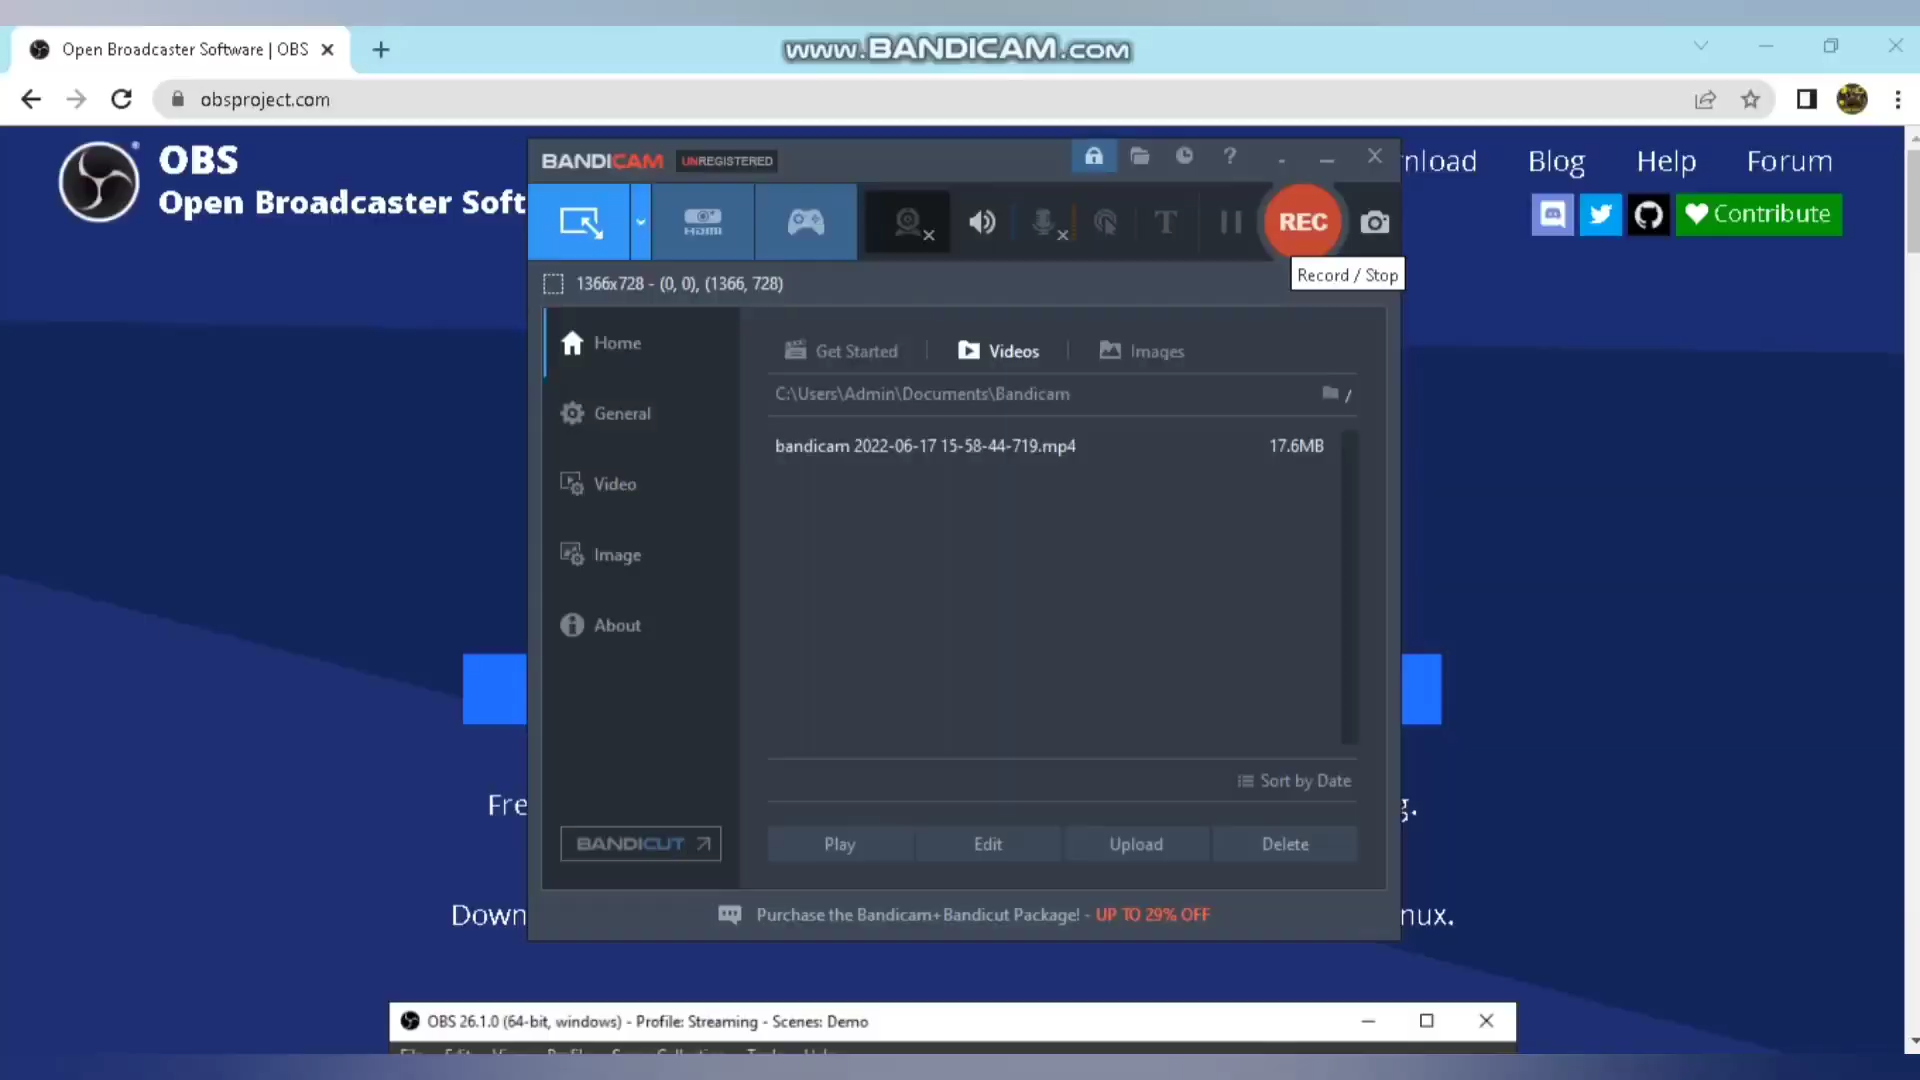 Open Broadcaster Software | OBS
www.BANDICAM.com
obsproject.com
OBS
Open Broadcaster Soft
nload
Blog
Help
Forum
Contribute
BANDICAM
UNREGISTERED
HDMI
T
REC
Record / Stop
1366x728 - (0, 0), (1366, 728)
Home
General
Video
Image
About
Get Started
Videos
Images
C:\Users\Admin\Documents\Bandicam
/
bandicam 2022-06-17 15-58-44-719.mp4
17.6MB
Sort by Date
BANDICUT
Play
Edit
Upload
Delete
Purchase the Bandicam+Bandicut Package! - UP TO 29% OFF
Fre
g.
Down
nux.
OBS 26.1.0 (64-bit, windows) - Profile: Streaming - Scenes: Demo